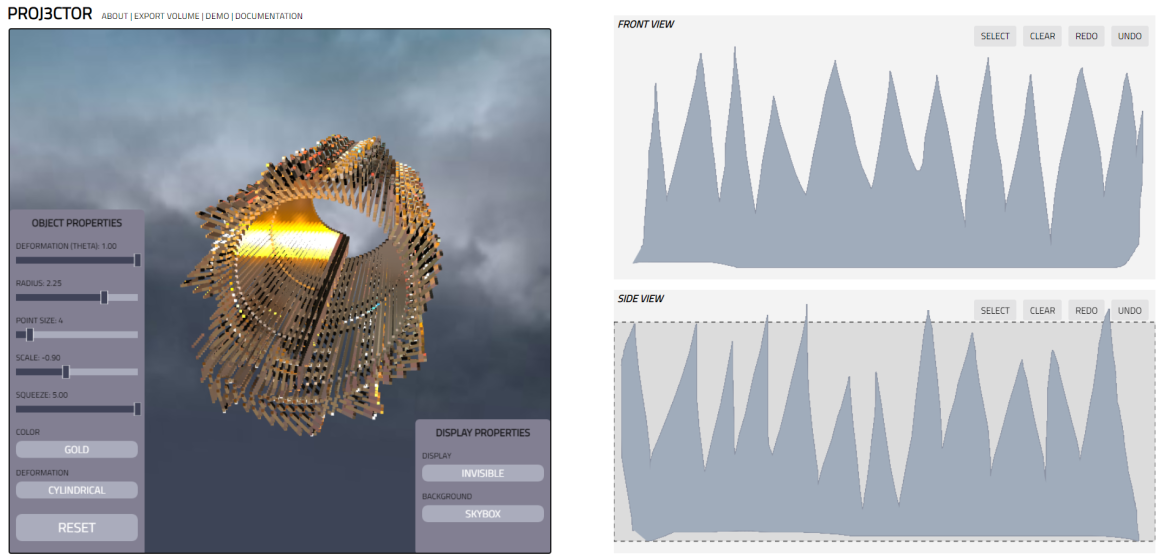 PROJ3CTOR ABOUT | EXPORT VOLUME | DEMO | DOCUMENTATION
OBJECT PROPERTIES
DEFORMATION (THETA): 1.00
RADIUS: 2.25
POINT SIZE: 4
SCALE: -0.90
SQUEEZE: 5.00
COLOR
GOLD
DEFORMATION
CYLINDRICAL
RESET
DISPLAY PROPERTIES
DISPLAY
INVISIBLE
BACKGROUND
SKYBOX
FRONT VIEW
SELECT CLEAR REDO UNDO
SIDE VIEW
SELECT CLEAR REDO UNDO